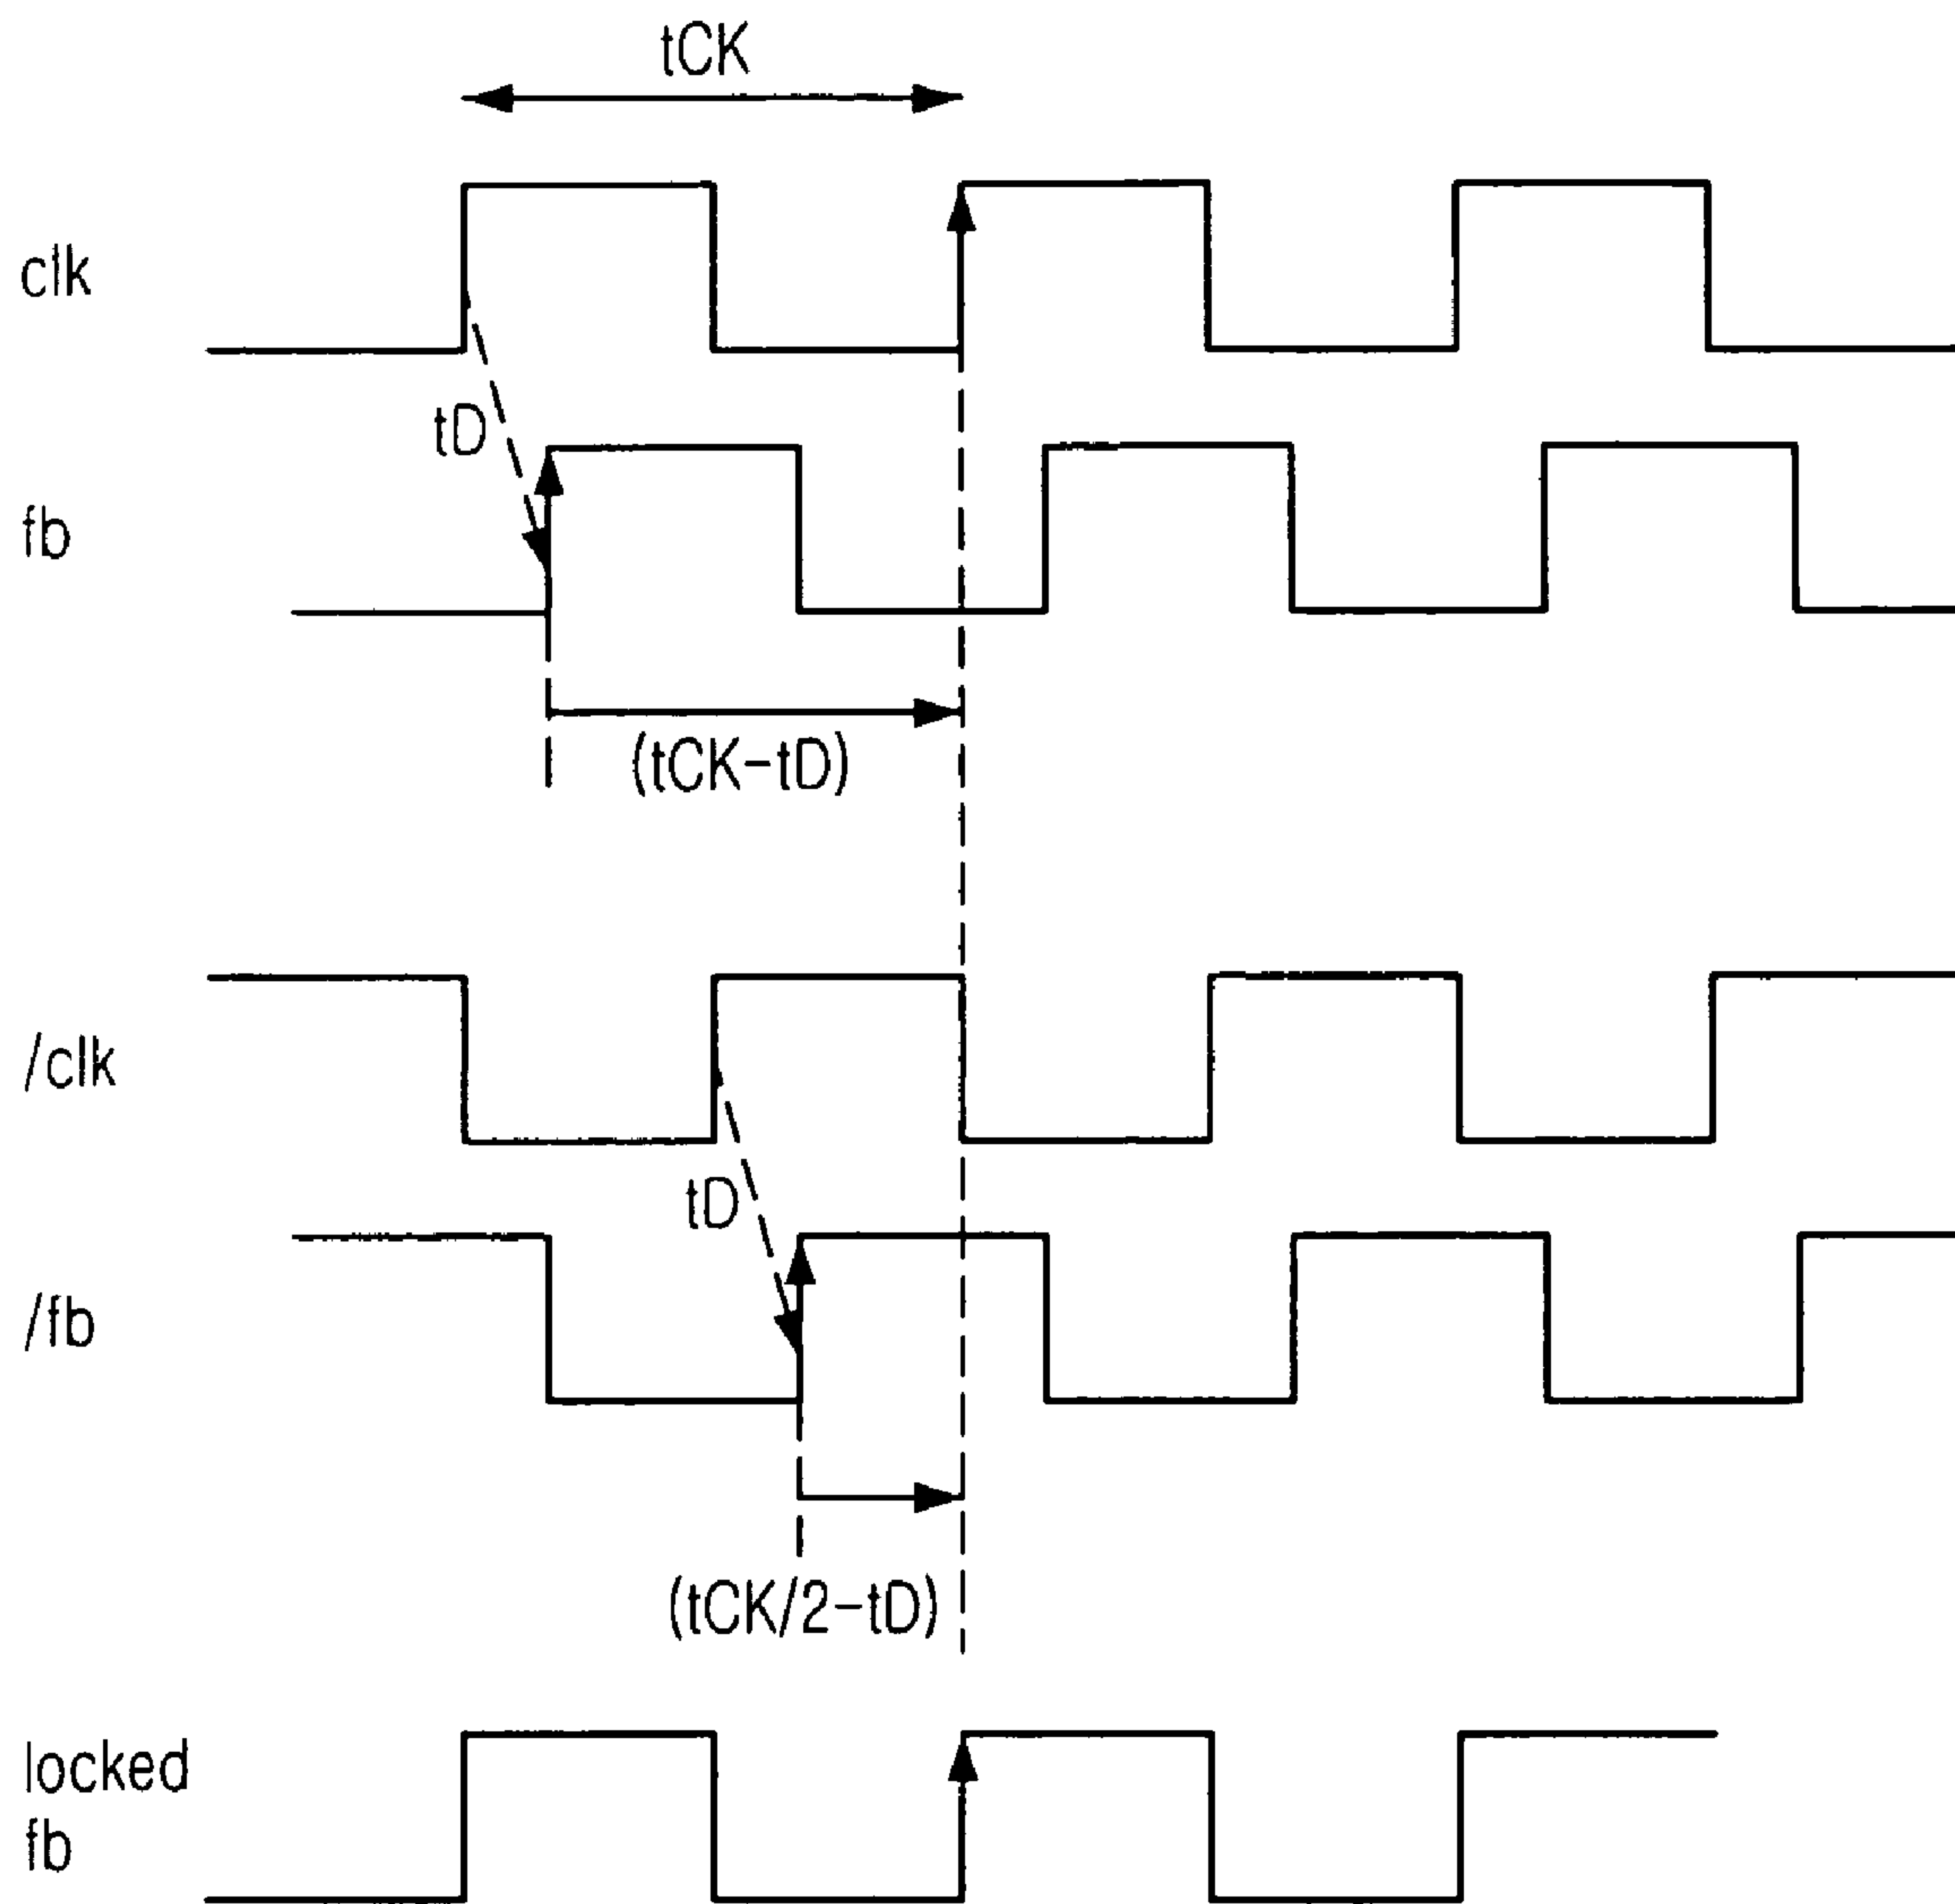 tCK
clk
tD
fb
(tCK-tD)
/clk
tD
/fb
(tCK/2-tD)
locked
fb